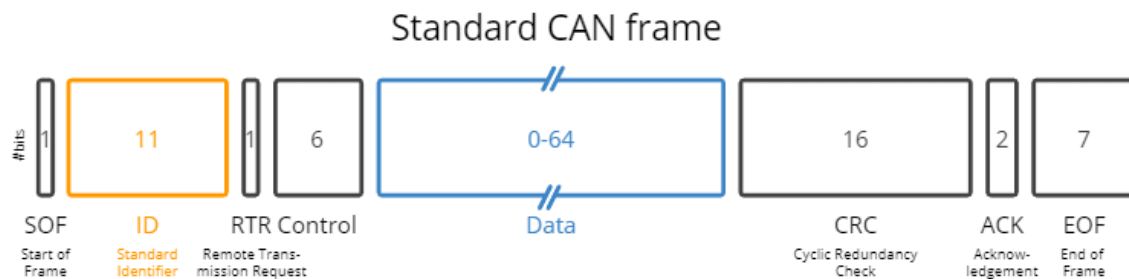 Standard CAN frame
#bits
1
11
1
6
0-64
16
2
7
SOF
ID
RTR
Control
Data
CRC
ACK
EOF
Start of
Frame
Standard
Identifier
Remote Trans-
mission Request
Cyclic Redundancy
Check
Acknow-
ledgement
End of
Frame